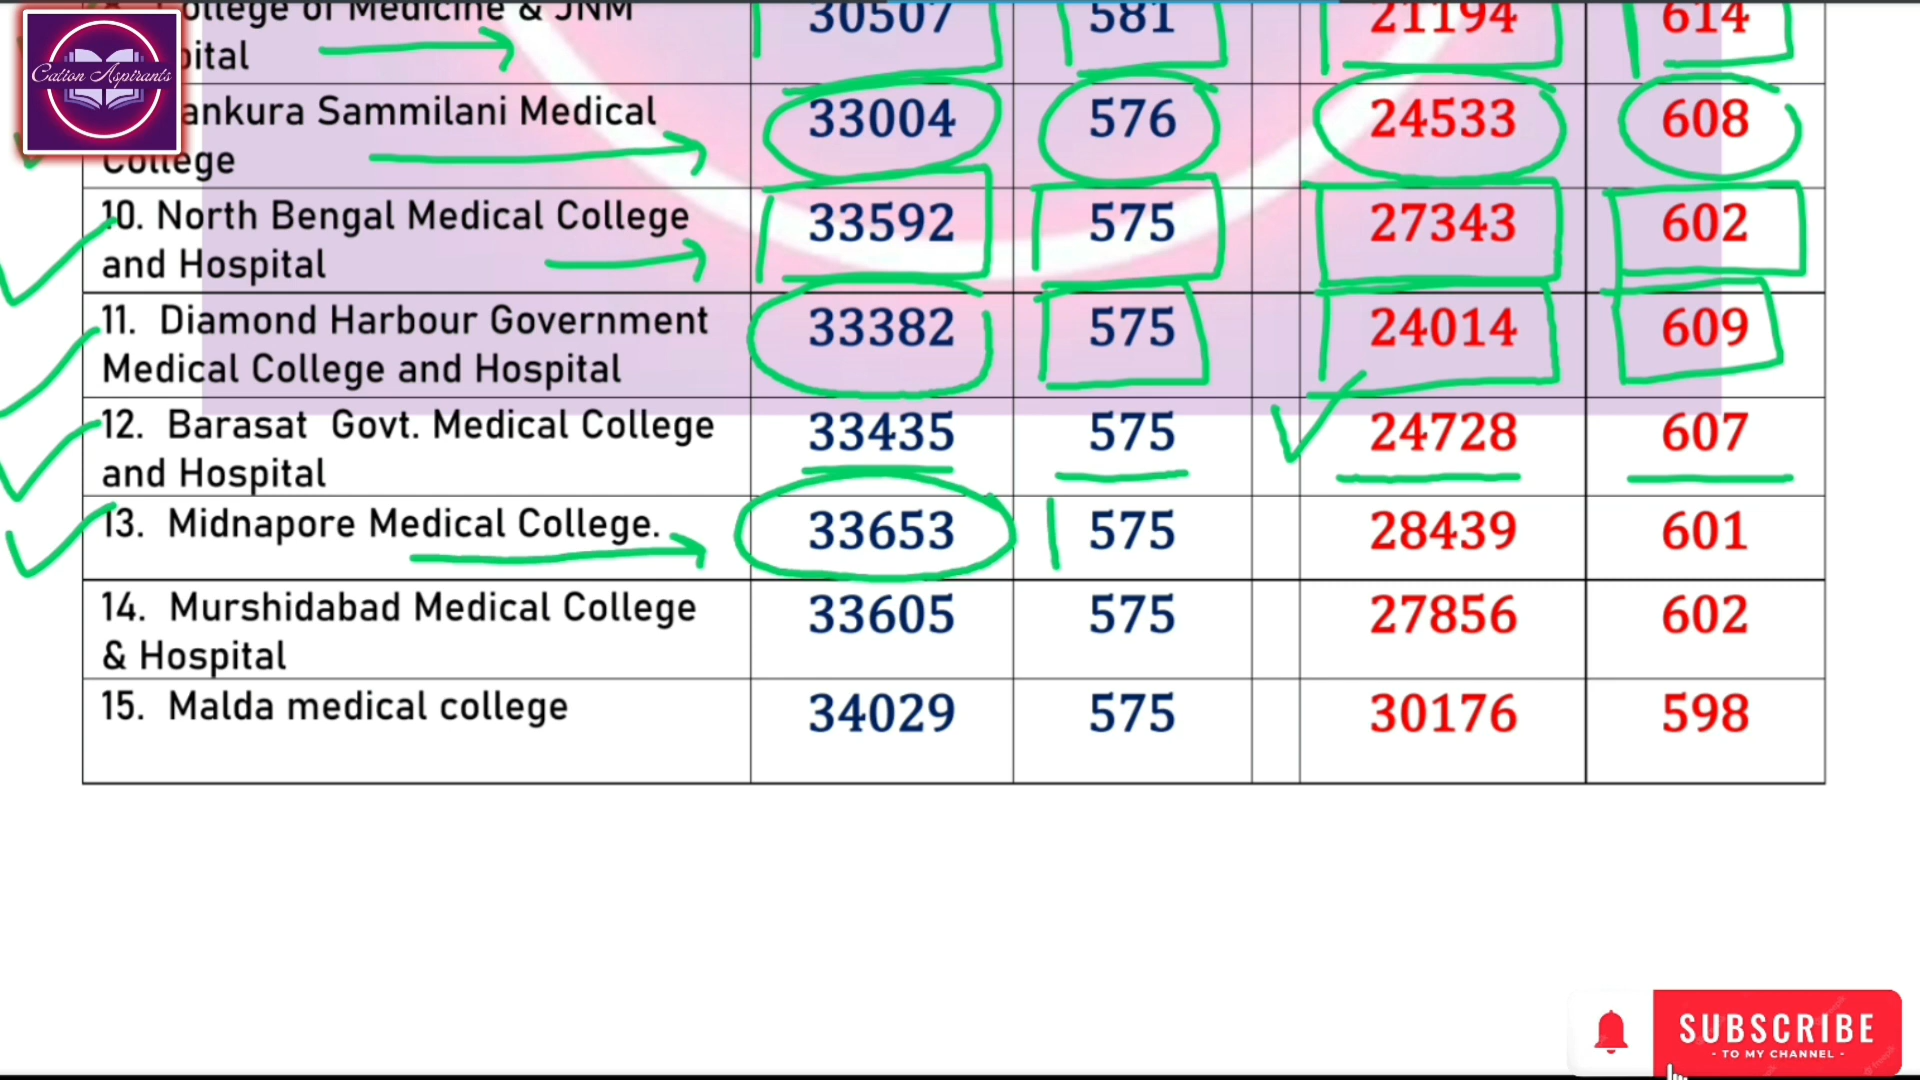 College of Medicine & JNM 30507 581 21194 614
pital
Cation Aspirants
ankura Sammilani Medical 33004 576 24533 608
College
10. North Bengal Medical College 33592 575 27343 602
and Hospital
11. Diamond Harbour Government 33382 575 24014 609
Medical College and Hospital
12. Barasat Govt. Medical College 33435 575 24728 607
and Hospital
13. Midnapore Medical College. 33653 575 28439 601
14. Murshidabad Medical College 33605 575 27856 602
& Hospital
15. Malda medical college 34029 575 30176 598
SUBSCRIBE
- TO MY CHANNEL -